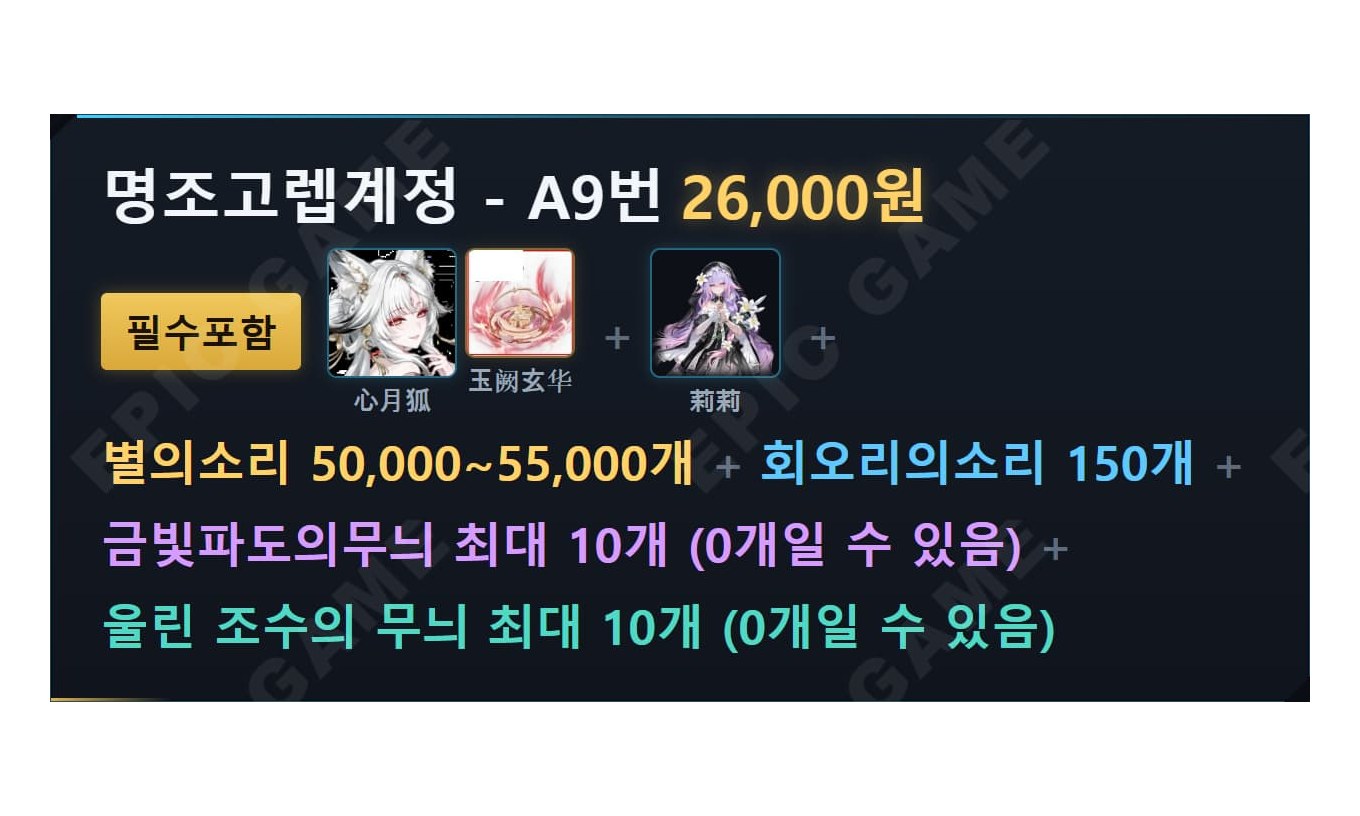 명조고렙계정 - A9번 26,000원
필수포함
心月狐
玉阙玄华
+
莉莉
+
별의소리 50,000~55,000개 + 회오리의소리 150개 +
금빛파도의무늬 최대 10개 (0개일 수 있음) +
울린 조수의 무늬 최대 10개 (0개일 수 있음)
EPIC GAME
EPIC GAME